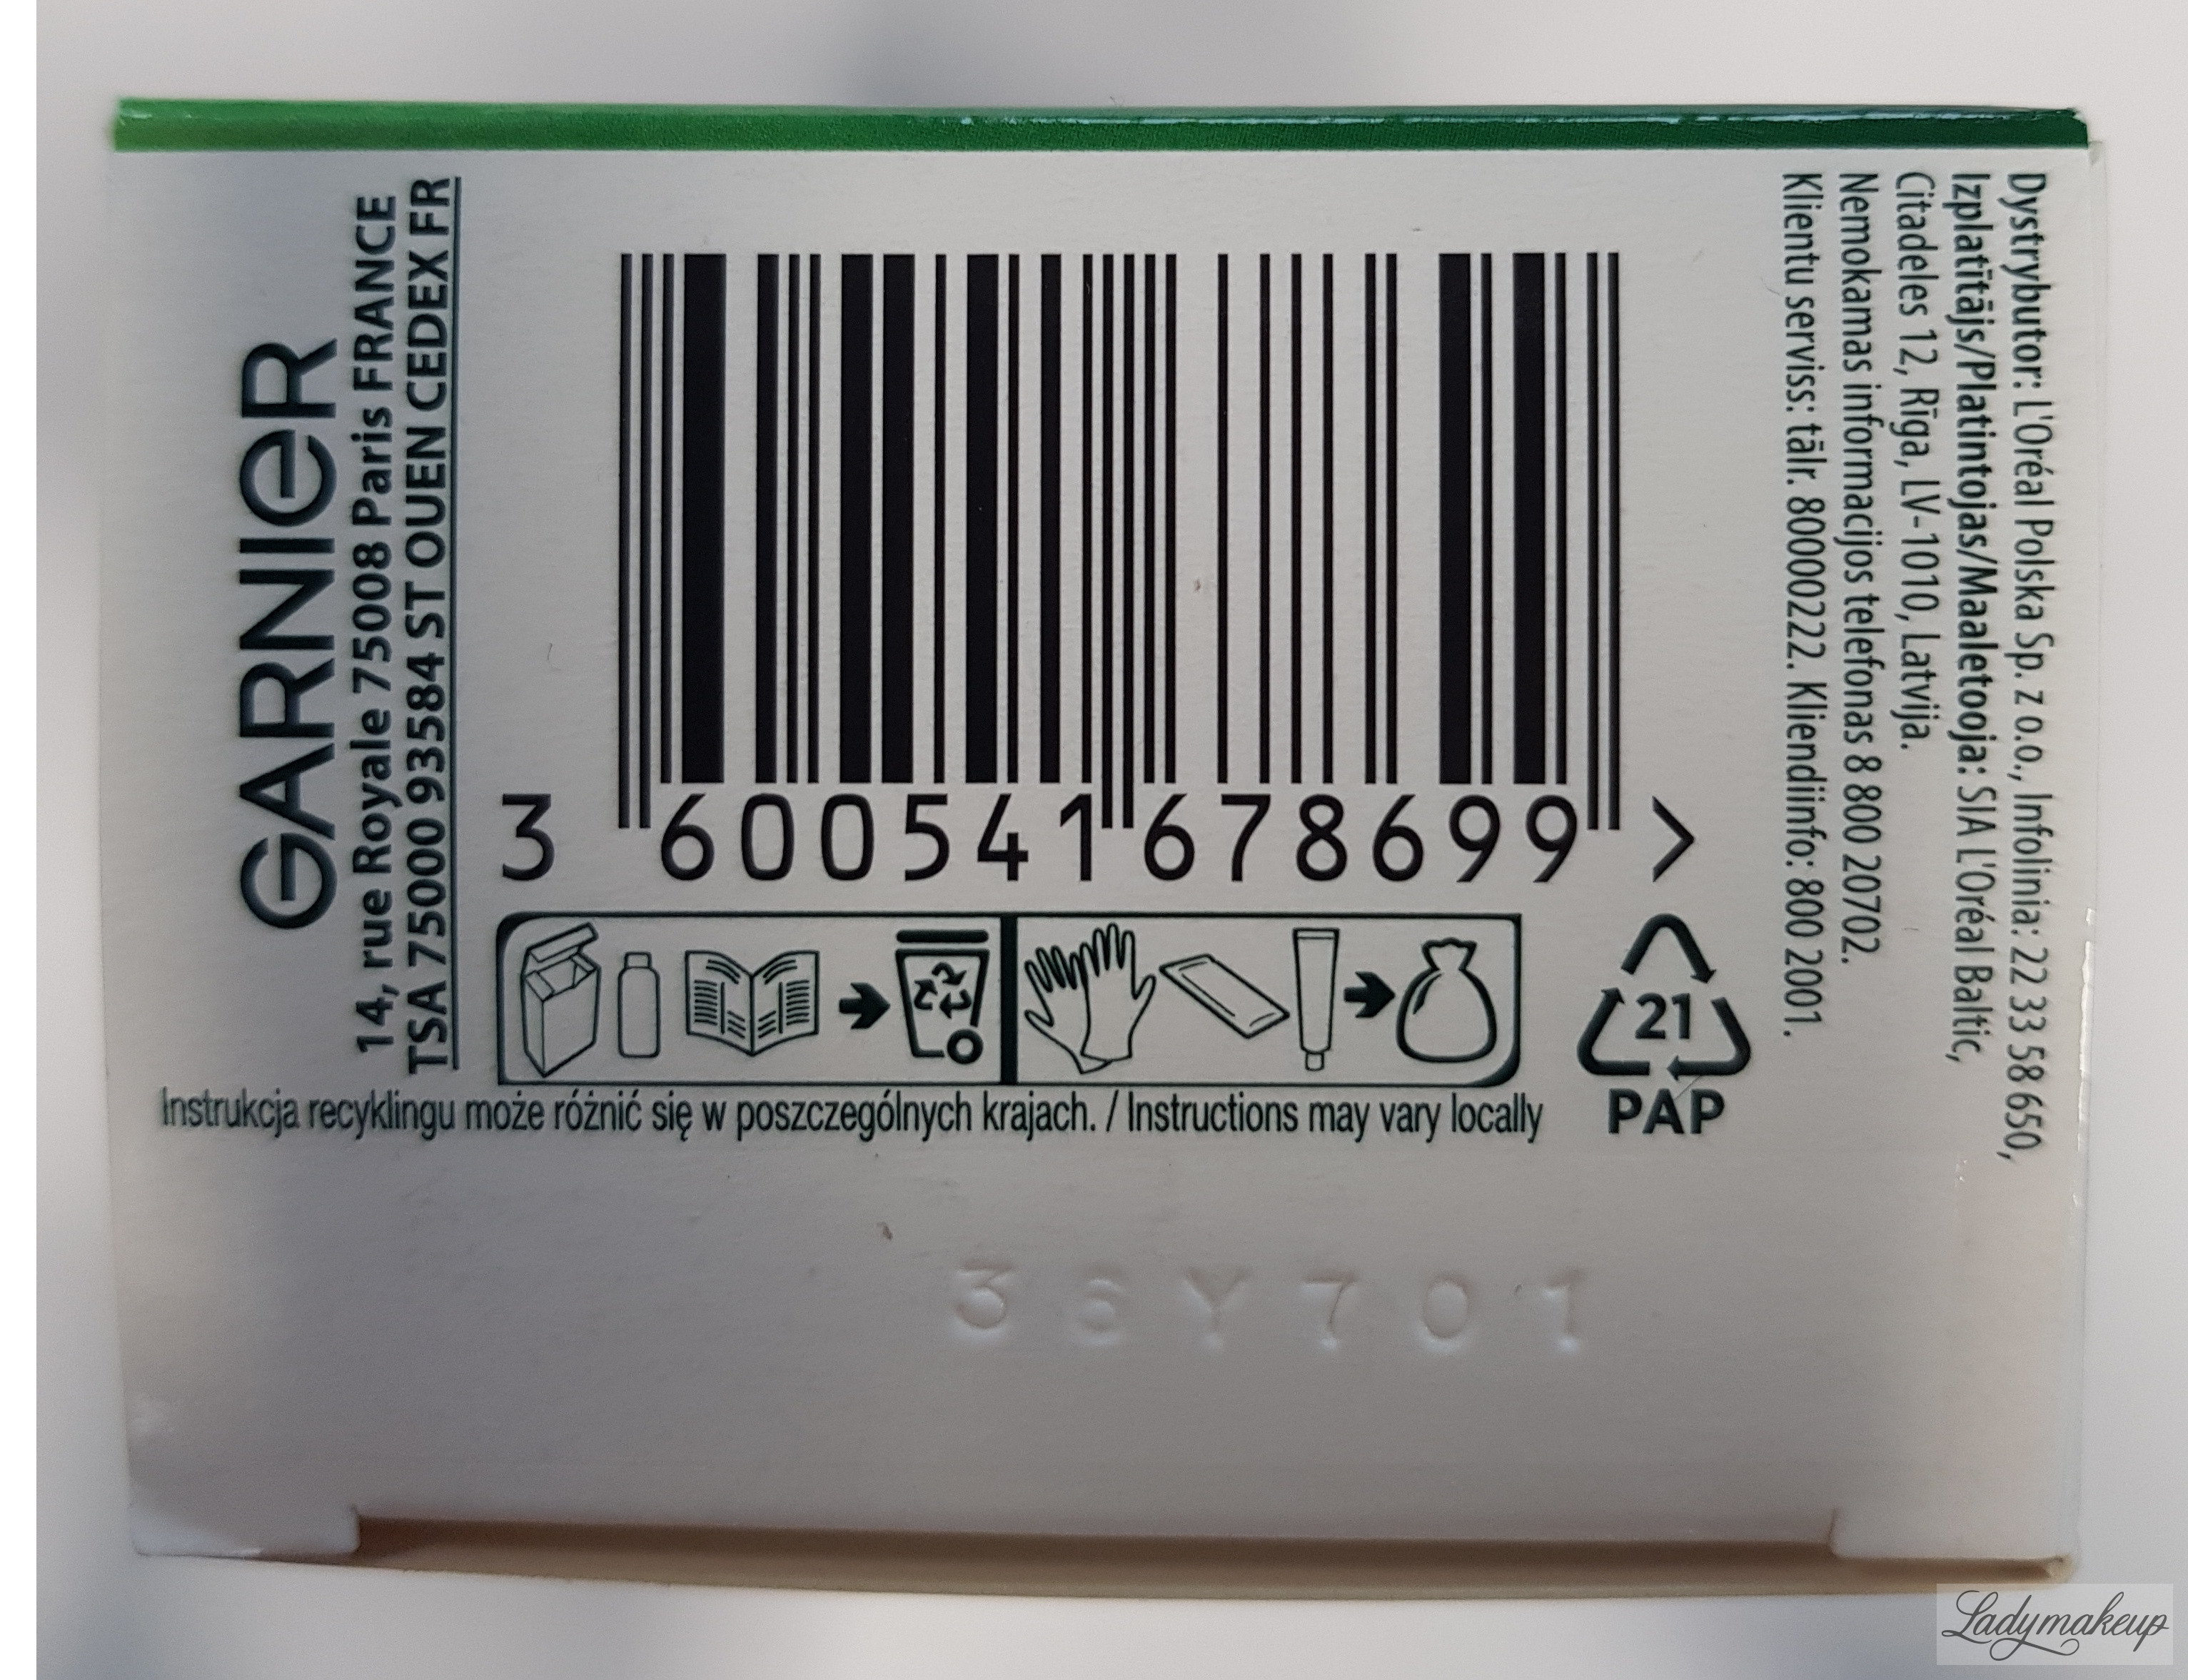 GARNIER
14, rue Royale 75008 Paris FRANCE
TSA 75000 93584 ST OUEN CEDEX FR
3 600541 678699 >
Dystrybutor: L'Oréal Polska Sp. z o.o., Infolinia: 22 33 58 650,
Izplatītājs/Platintojas/Maaletooja: SIA L'Oréal Baltic,
Citadeles 12, Rīga, LV-1010, Latvija.
Nemokamas informacijos telefonas 8 800 20702.
Klientu serviss: tālr. 80000222. Kliendiinfo: 800 2001.
21
PAP
Instrukcja recyklingu może różnić się w poszczególnych krajach. / Instructions may vary locally
36Y701
Ladymakeup